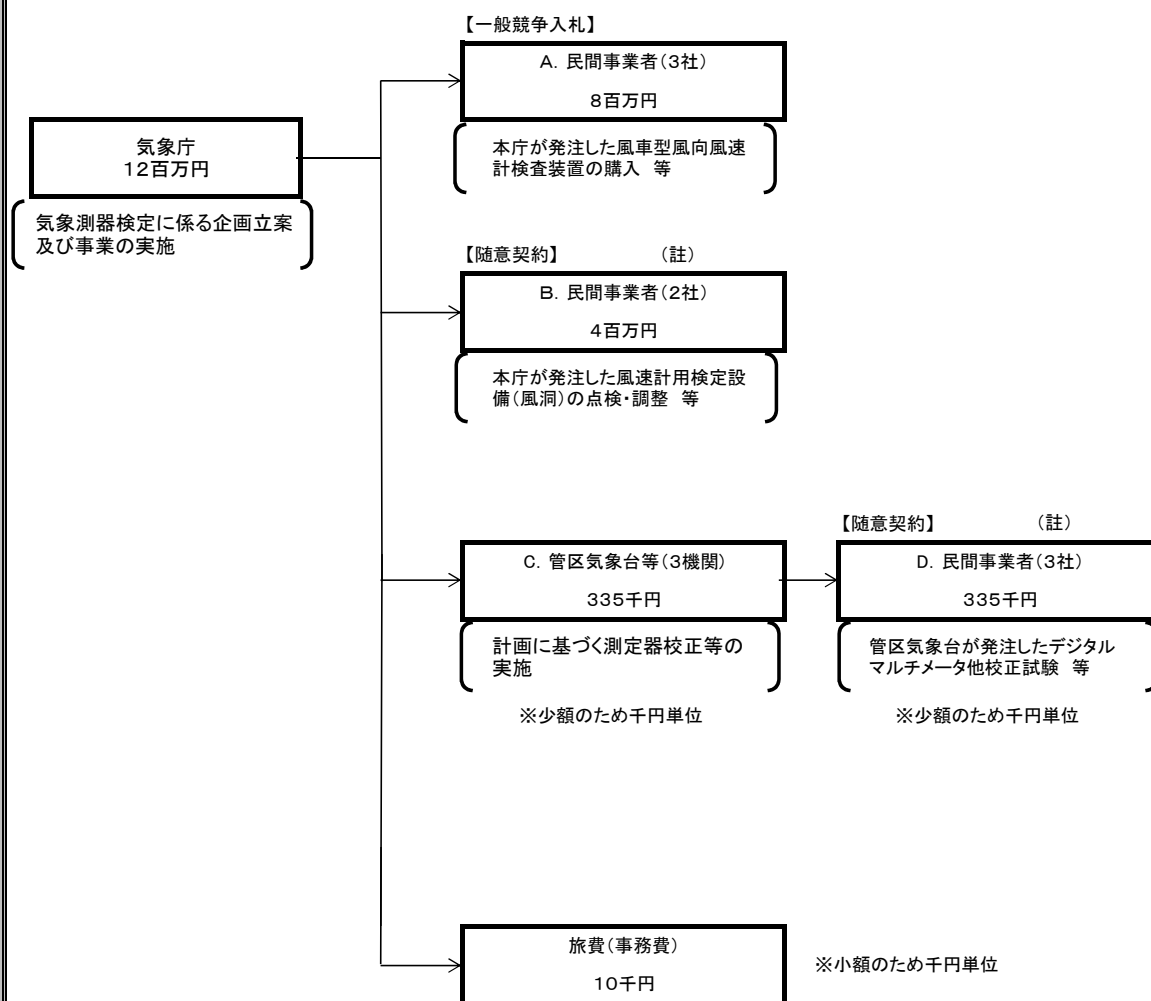 【一般競争入札】
A. 民間事業者(3社)
8百万円
本庁が発注した風車型風向風速
計検査装置の購入 等
気象庁
12百万円
気象測器検定に係る企画立案
及び事業の実施
【随意契約】 (註)
B. 民間事業者(2社)
4百万円
本庁が発注した風速計用検定設
備(風洞)の点検・調整 等
C. 管区気象台等(3機関)
335千円
計画に基づく測定器校正等の
実施
※少額のため千円単位
【随意契約】 (註)
D. 民間事業者(3社)
335千円
管区気象台が発注したデジタル
マルチメータ他校正試験 等
※少額のため千円単位
旅費(事務費)
10千円
※小額のため千円単位